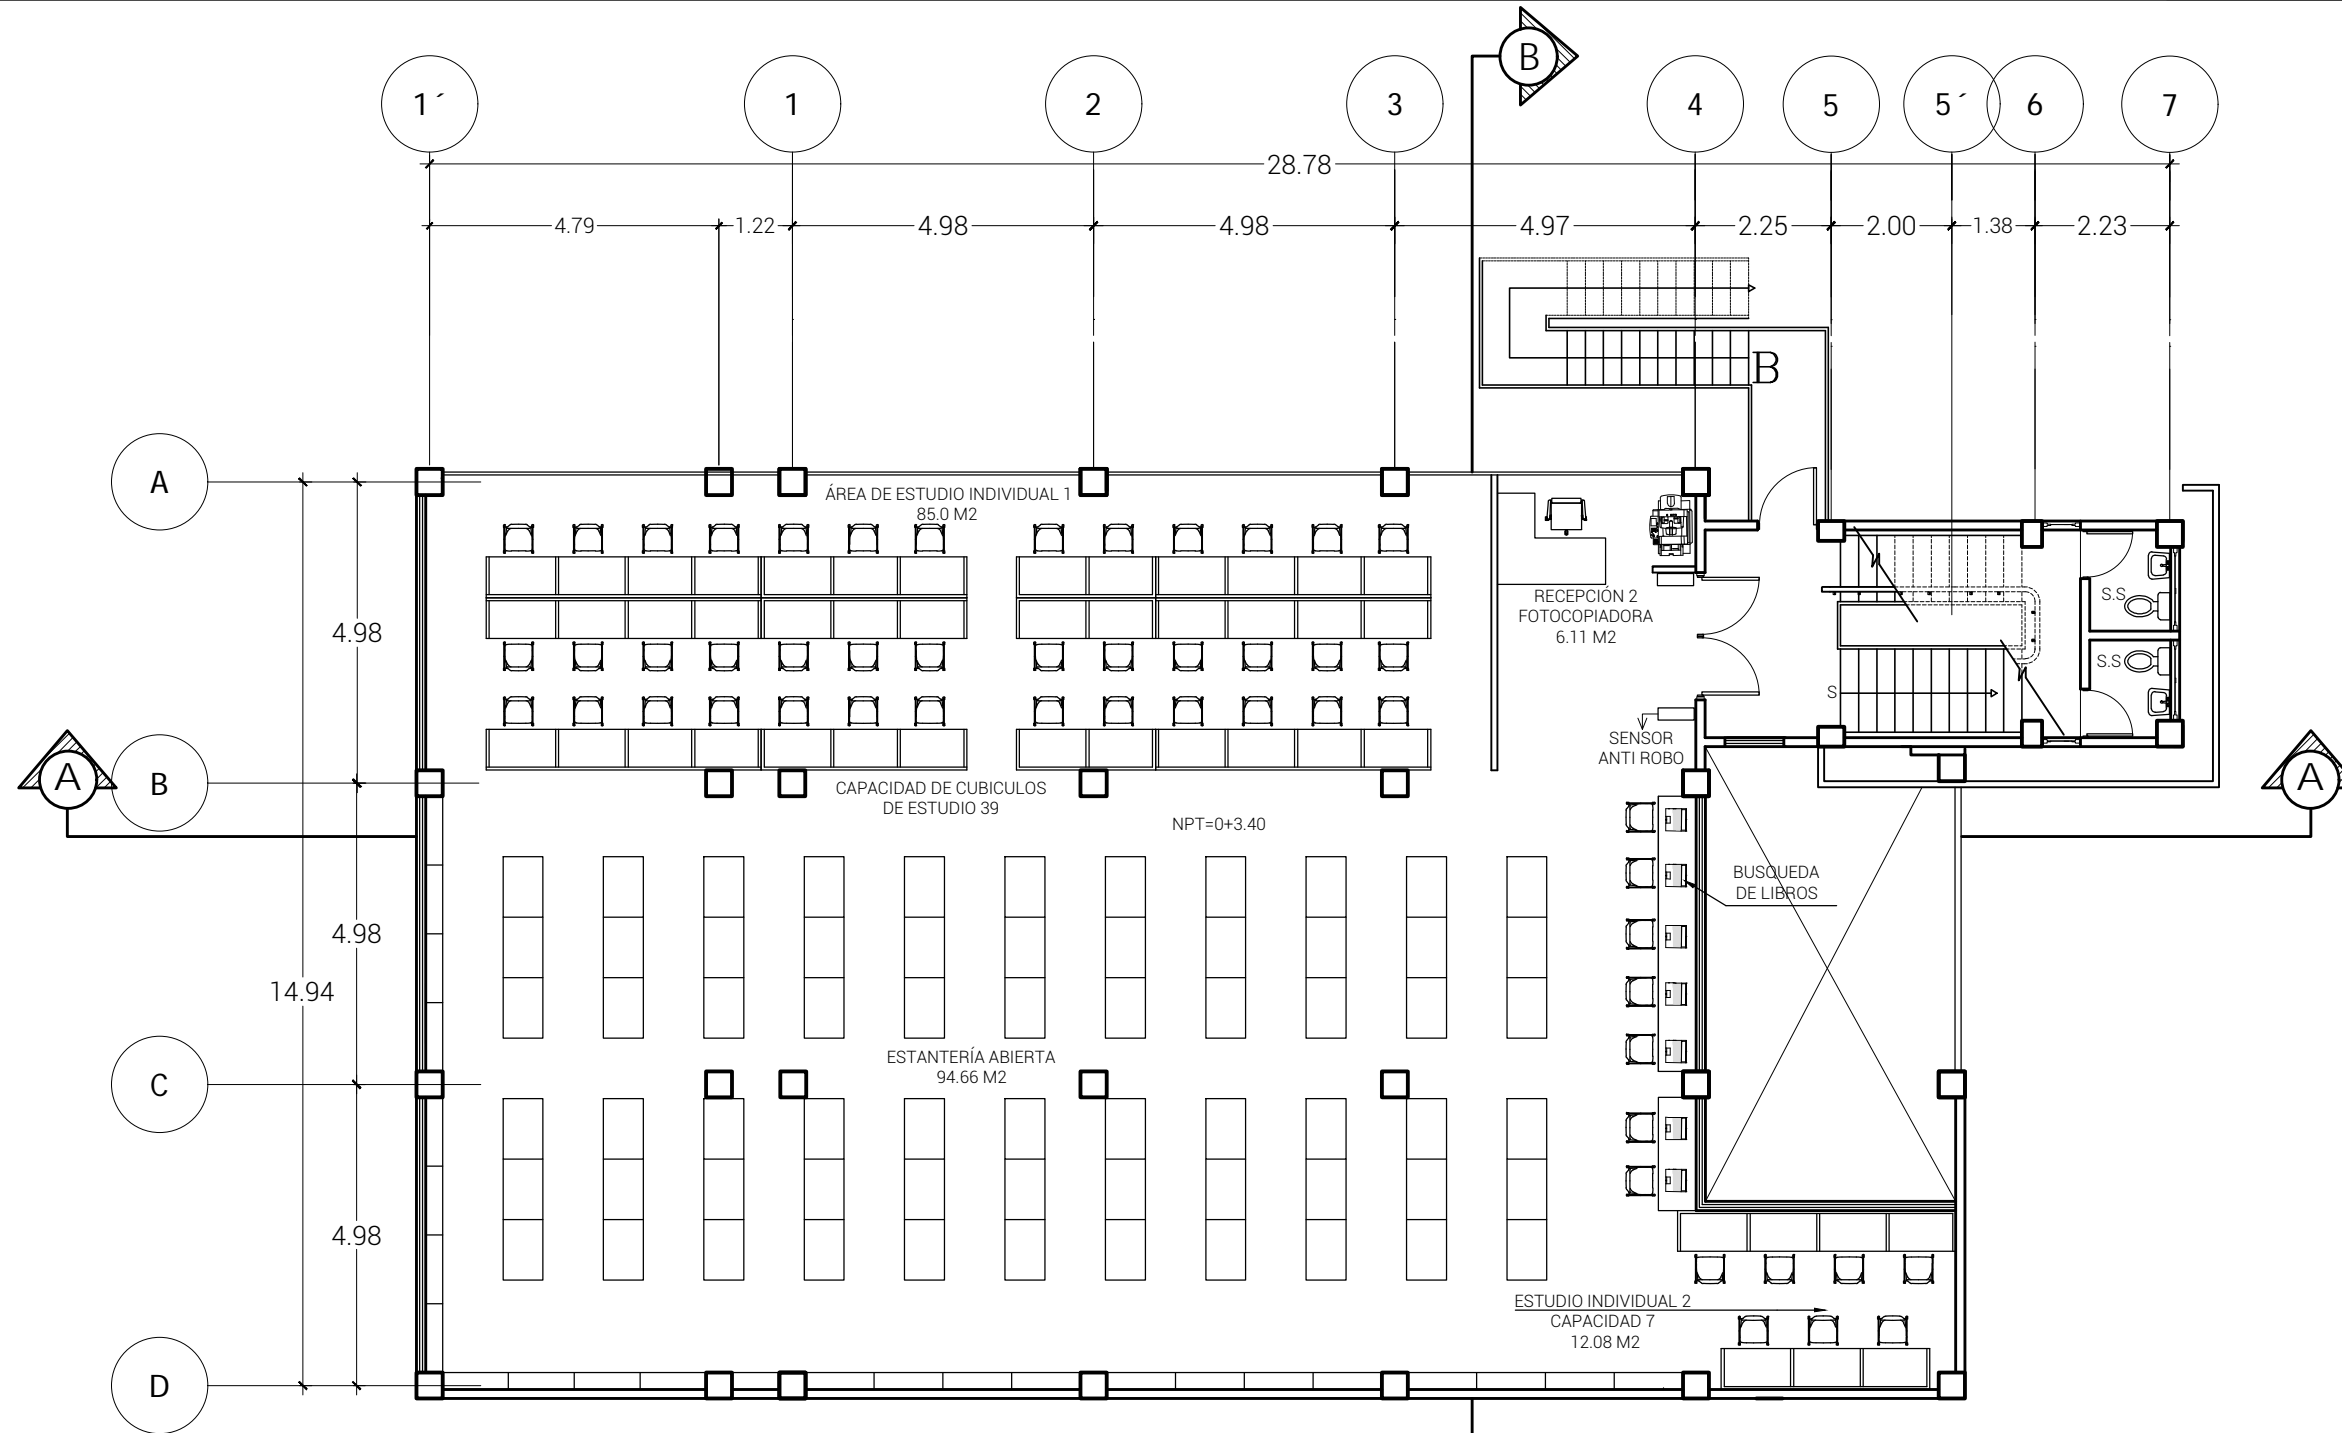 B
1´
1
2
3
4
5
5´
6
7
28.78
4.79
1.22
4.98
4.98
4.97
2.25
2.00
1.38
2.23
B
A
ÁREA DE ESTUDIO INDIVIDUAL 1
85.0 M2
RECEPCIÓN 2
FOTOCOPIADORA
6.11 M2
S.S
S.S
S
4.98
SENSOR
ANTI ROBO
A
B
CAPACIDAD DE CUBICULOS
DE ESTUDIO 39
A
NPT=0+3.40
BUSQUEDA
DE LIBROS
4.98
14.94
ESTANTERÍA ABIERTA
94.66 M2
C
4.98
ESTUDIO INDIVIDUAL 2
CAPACIDAD 7
12.08 M2
D